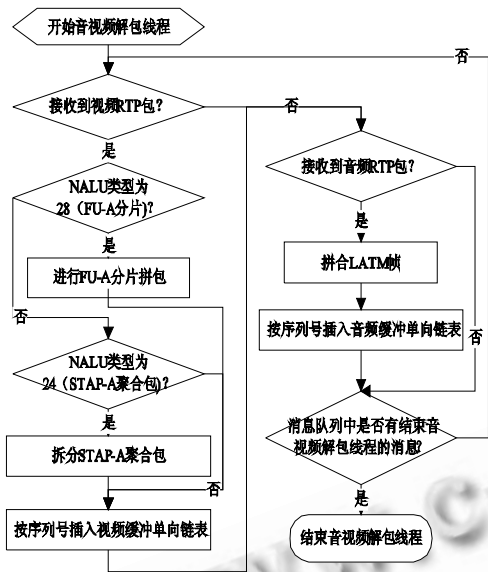 开始音视频解包线程
否
接收到视频RTP包?
否
是
接收到音频RTP包?
NALU类型为
28（FU-A分片)?
是
是
进行FU-A分片拼包
拼合LATM帧
否
按序列号插入音频缓冲单向链表
否
NALU类型为
24（STAP-A聚合包)?
消息队列中是否有结束音
视频解包线程的消息?
是
拆分STAP-A聚合包
否
是
按序列号插入视频缓冲单向链表
结束音视频解包线程